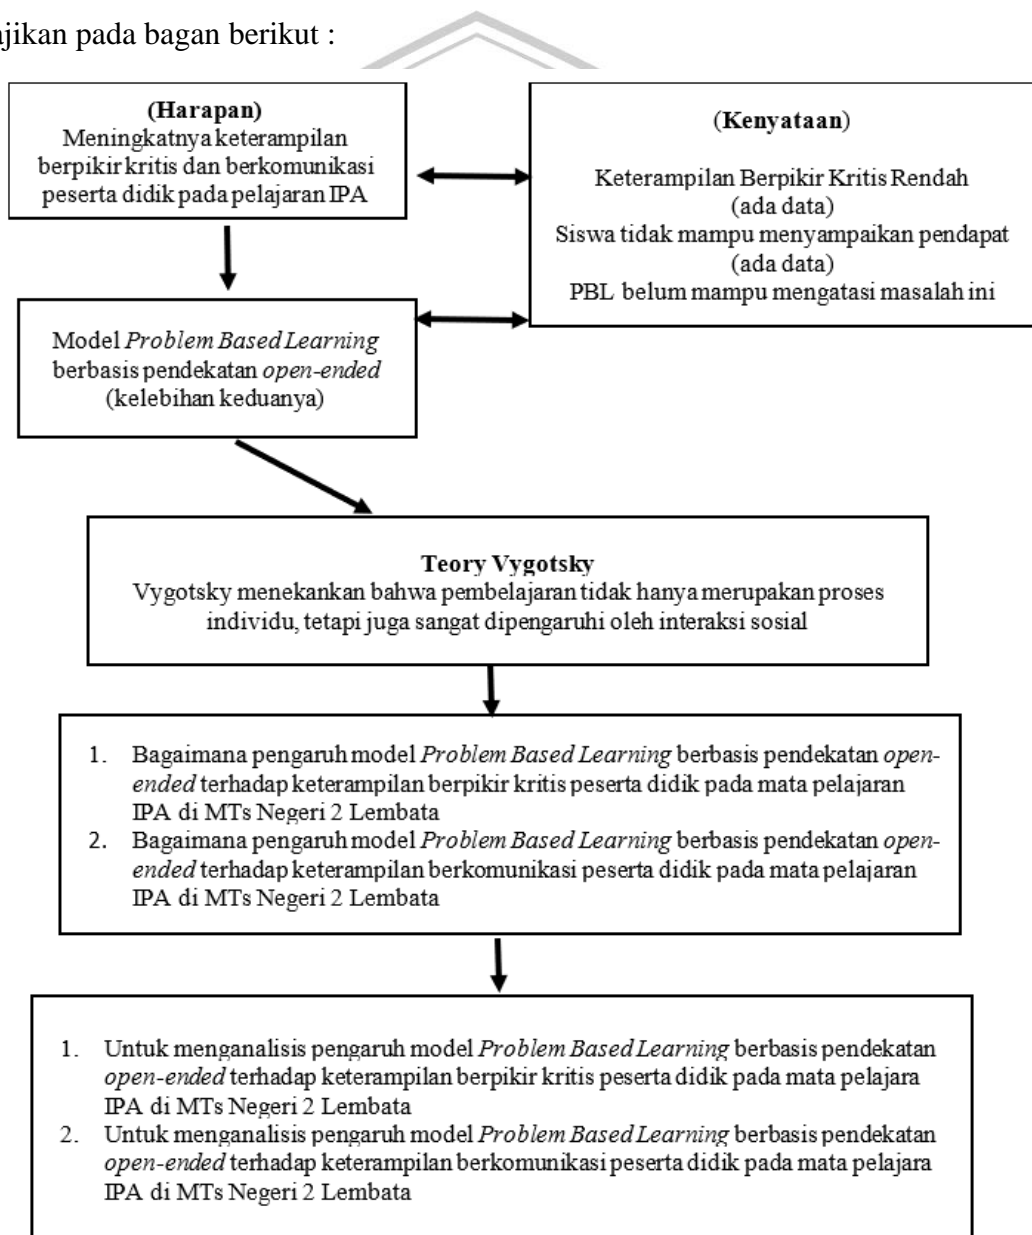 ajikan pada bagan berikut :
(Harapan)
Meningkatnya keterampilan
berpikir kritis dan berkomunikasi
peserta didik pada pelajaran IPA
(Kenyataan)
Keterampilan Berpikir Kritis Rendah
(ada data)
Siswa tidak mampu menyampaikan pendapat
(ada data)
PBL belum mampu mengatasi masalah ini
Model Problem Based Learning
berbasis pendekatan open-ended
(kelebihan keduanya)
Teory Vygotsky
Vygotsky menekankan bahwa pembelajaran tidak hanya merupakan proses
individu, tetapi juga sangat dipengaruhi oleh interaksi sosial
1. Bagaimana pengaruh model Problem Based Learning berbasis pendekatan open-
ended terhadap keterampilan berpikir kritis peserta didik pada mata pelajaran
IPA di MTs Negeri 2 Lembata
2. Bagaimana pengaruh model Problem Based Learning berbasis pendekatan open-
ended terhadap keterampilan berkomunikasi peserta didik pada mata pelajaran
IPA di MTs Negeri 2 Lembata
1. Untuk menganalisis pengaruh model Problem Based Learning berbasis pendekatan
open-ended terhadap keterampilan berpikir kritis peserta didik pada mata pelajara
IPA di MTs Negeri 2 Lembata
2. Untuk menganalisis pengaruh model Problem Based Learning berbasis pendekatan
open-ended terhadap keterampilan berkomunikasi peserta didik pada mata pelajara
IPA di MTs Negeri 2 Lembata